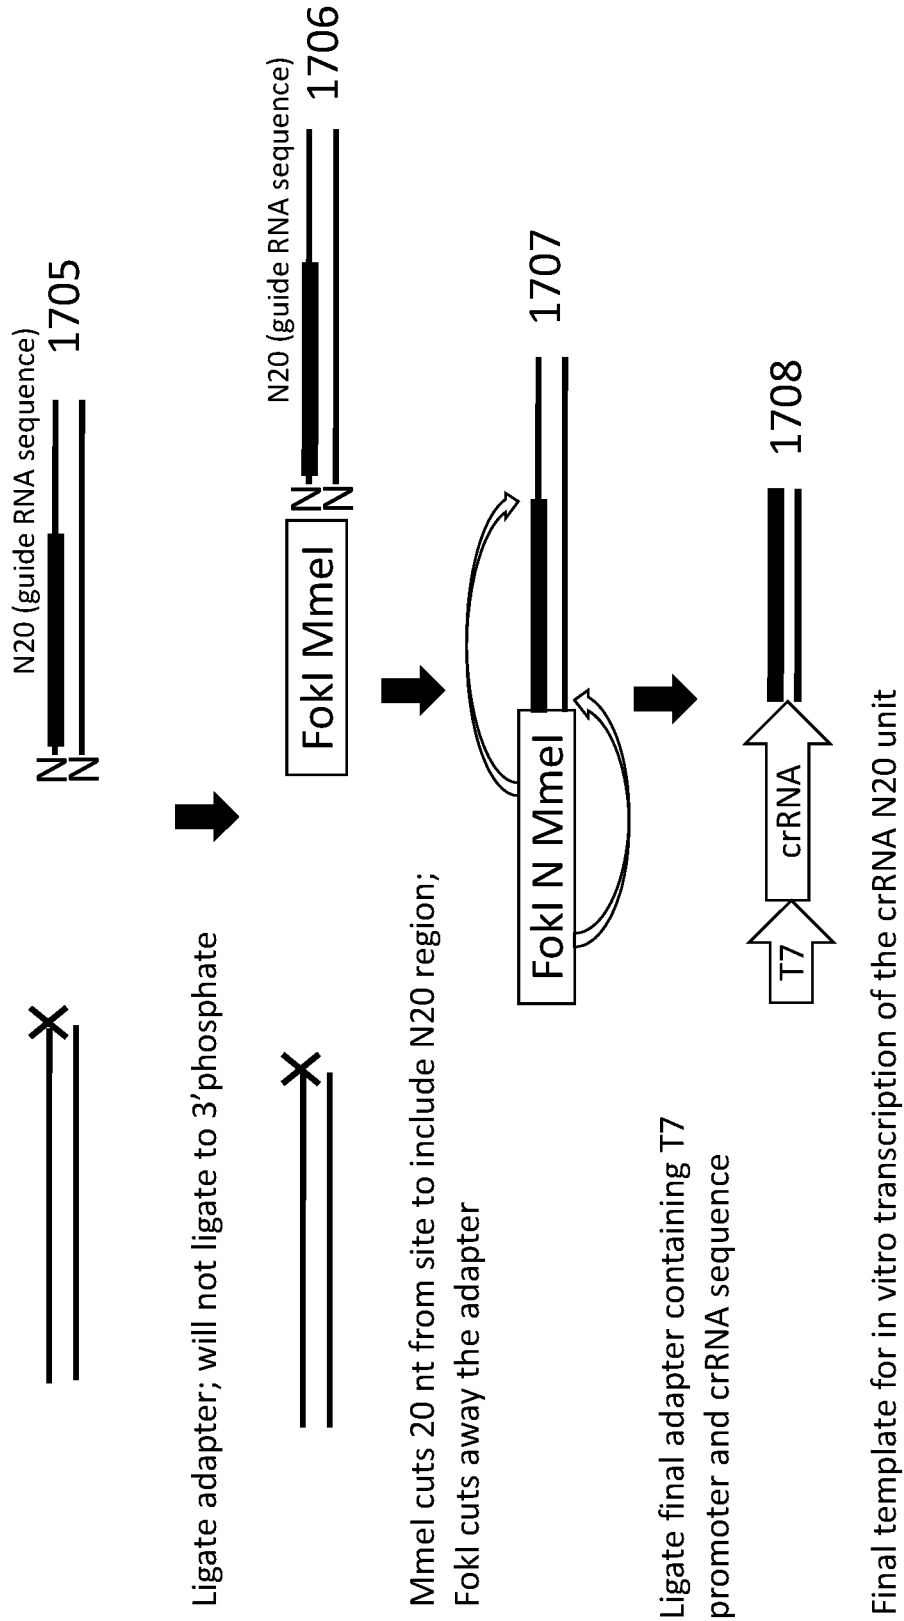 N20 (guide RNA sequence)
N
N
1705
X
Ligate adapter; will not ligate to 3'phosphate
N20 (guide RNA sequence)
X
FokI MmeI
N
N
1706
MmeI cuts 20 nt from site to include N20 region;
FokI cuts away the adapter
FokI N MmeI
1707
Ligate final adapter containing T7
promoter and crRNA sequence
T7
crRNA
1708
Final template for in vitro transcription of the crRNA N20 unit